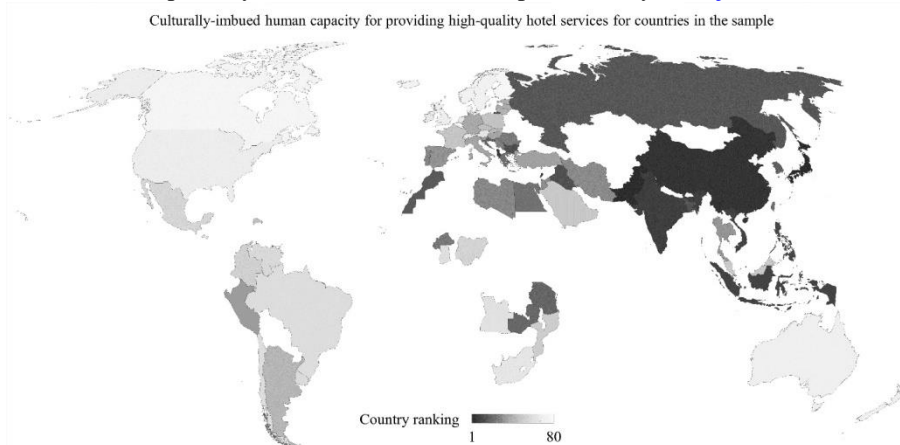 Culturally-imbued human capacity for providing high-quality hotel services for countries in the sample
Country ranking
1
80